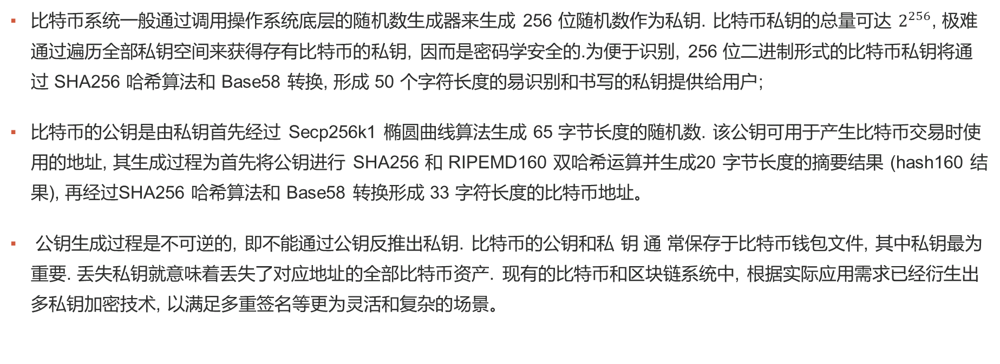 ▪ 比特币系统一般通过调用操作系统底层的随机数生成器来生成 256 位随机数作为私钥. 比特币私钥的总量可达 2²⁵⁶, 极难
通过遍历全部私钥空间来获得存有比特币的私钥, 因而是密码学安全的.为便于识别, 256 位二进制形式的比特币私钥将通
过 SHA256 哈希算法和 Base58 转换, 形成 50 个字符长度的易识别和书写的私钥提供给用户;
▪ 比特币的公钥是由私钥首先经过 Secp256k1 椭圆曲线算法生成 65 字节长度的随机数. 该公钥可用于产生比特币交易时使
用的地址, 其生成过程为首先将公钥进行 SHA256 和 RIPEMD160 双哈希运算并生成20 字节长度的摘要结果 (hash160 结
果), 再经过SHA256 哈希算法和 Base58 转换形成 33 字符长度的比特币地址。
▪ 公钥生成过程是不可逆的, 即不能通过公钥反推出私钥. 比特币的公钥和私 钥 通 常保存于比特币钱包文件, 其中私钥最为
重要. 丢失私钥就意味着丢失了对应地址的全部比特币资产. 现有的比特币和区块链系统中, 根据实际应用需求已经衍生出
多私钥加密技术, 以满足多重签名等更为灵活和复杂的场景。